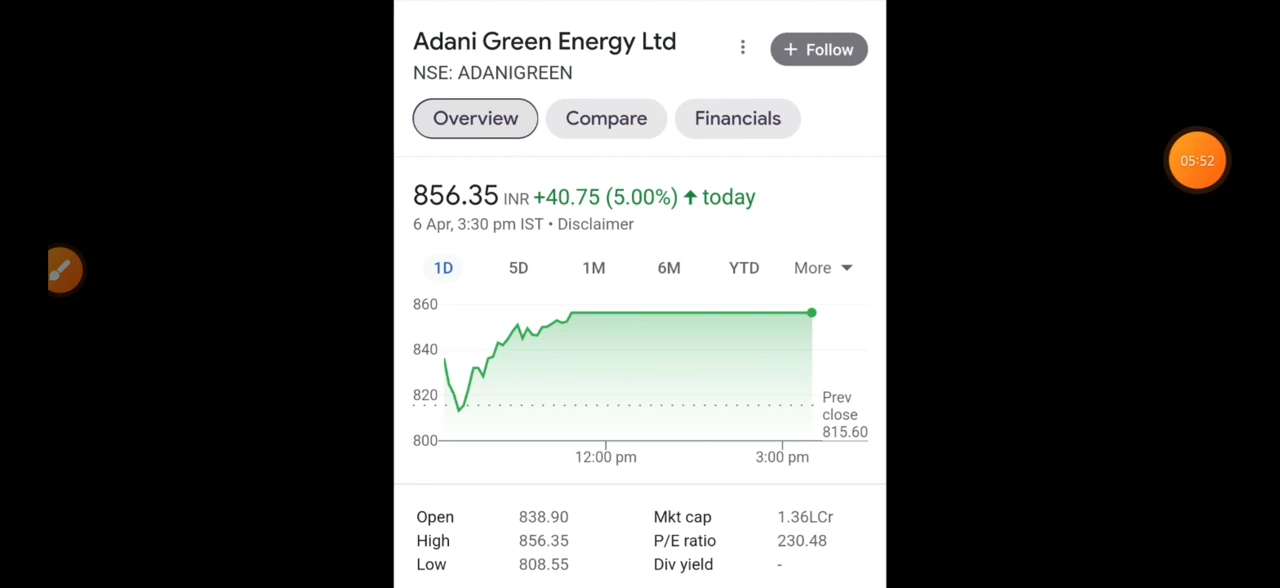 Adani Green Energy Ltd
+ Follow
NSE: ADANIGREEN
Overview Compare Financials
856.35 INR +40.75 (5.00%) ↑ today
6 Apr, 3:30 pm IST • Disclaimer
1D 5D 1M 6M YTD More
860
840
820
800
Prev
close
815.60
12:00 pm 3:00 pm
Open 838.90 Mkt cap 1.36LCr
High 856.35 P/E ratio 230.48
Low 808.55 Div yield -
05:52